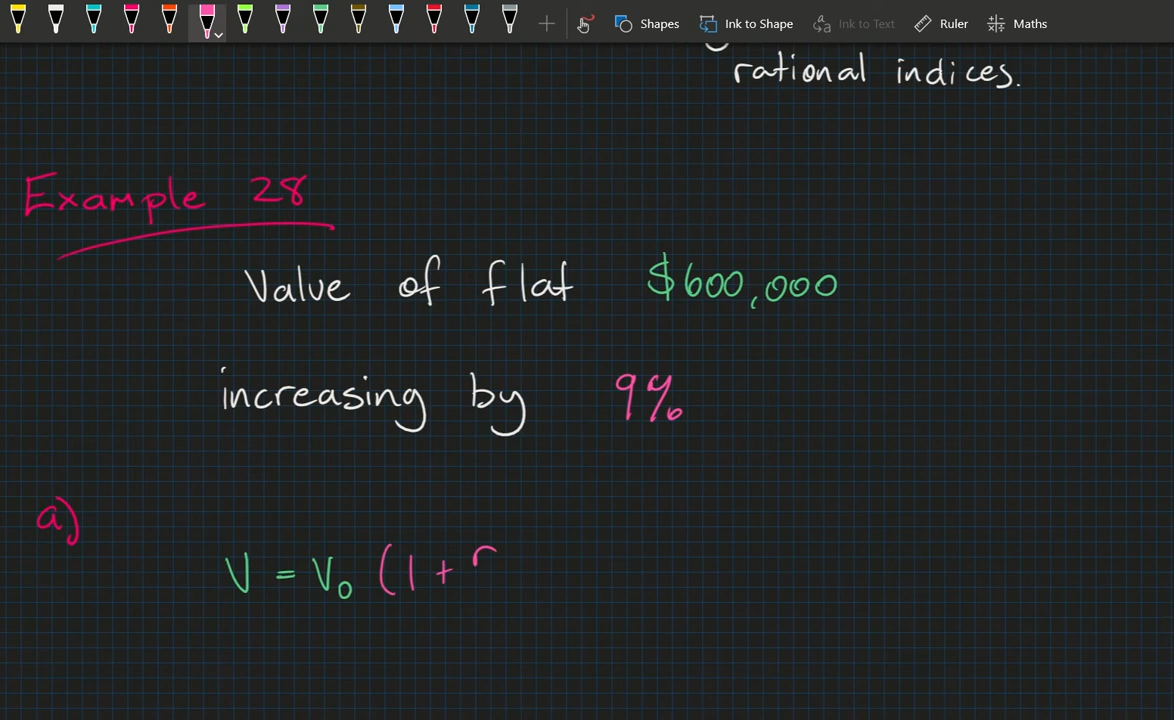 Shapes Ink to Shape Ink to Text Ruler Maths
rational indices.
Example 28
Value of flat $600,000
increasing by 9%
a)
V = V₀ (1 + r